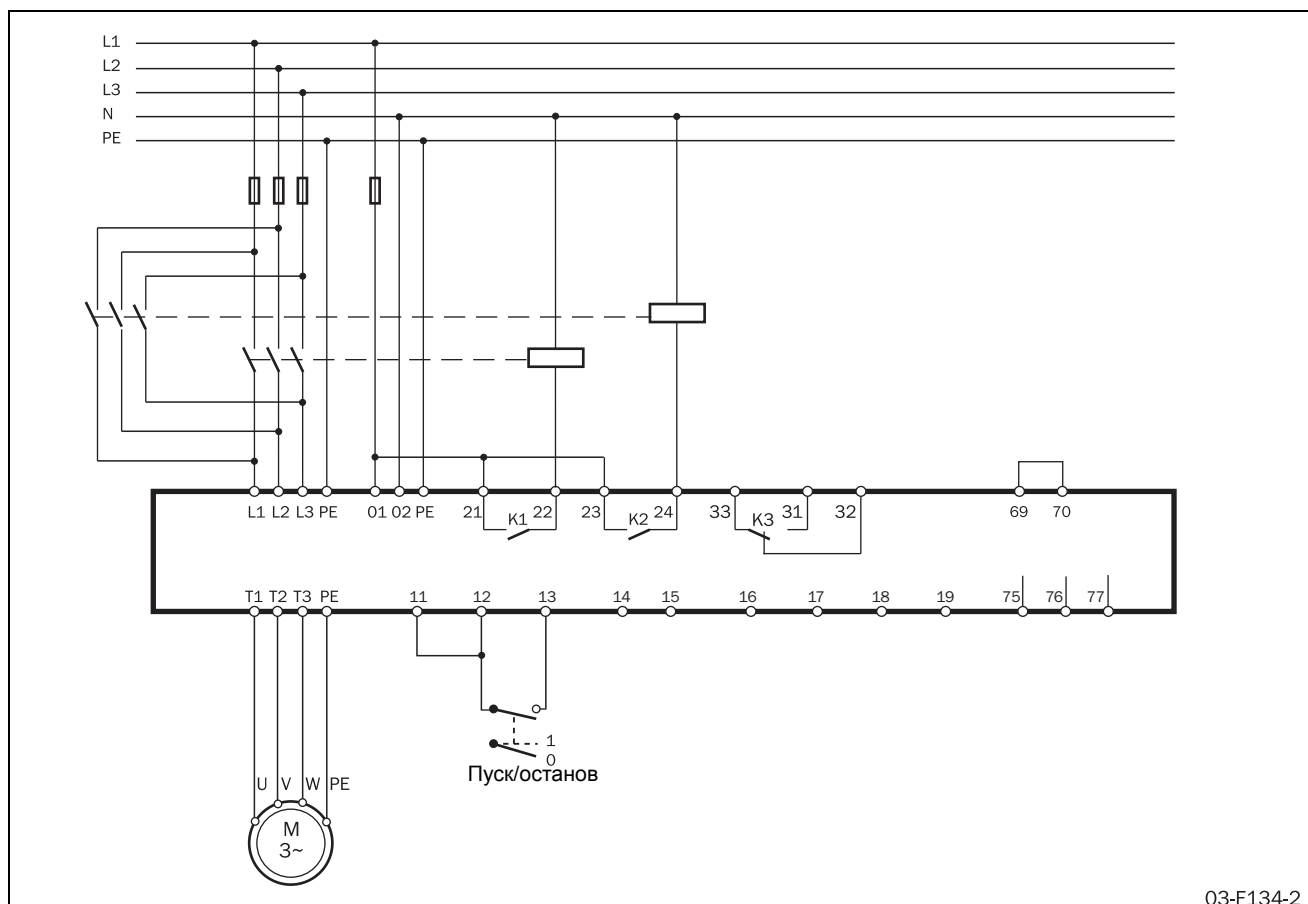 L1
L2
L3
N
PE
L1 L2 L3 PE 01 02 PE 21 K1 22 23 K2 24 33 K3 31 32 69 70
T1 T2 T3 PE 11 12 13 14 15 16 17 18 19 75 76 77
1
0
Пуск/останов
U V W PE
M
3~
03-F134-2